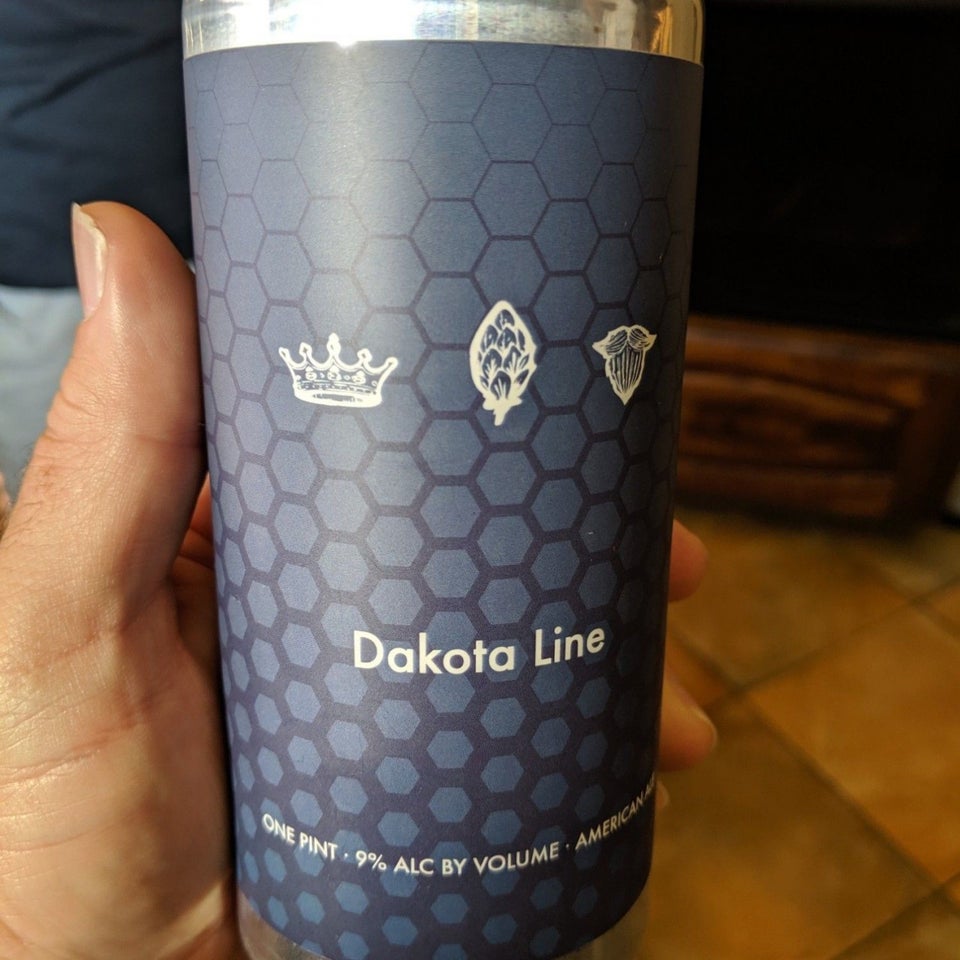 Dakota Line
ONE PINT · 9% ALC BY VOLUME · AMERICAN